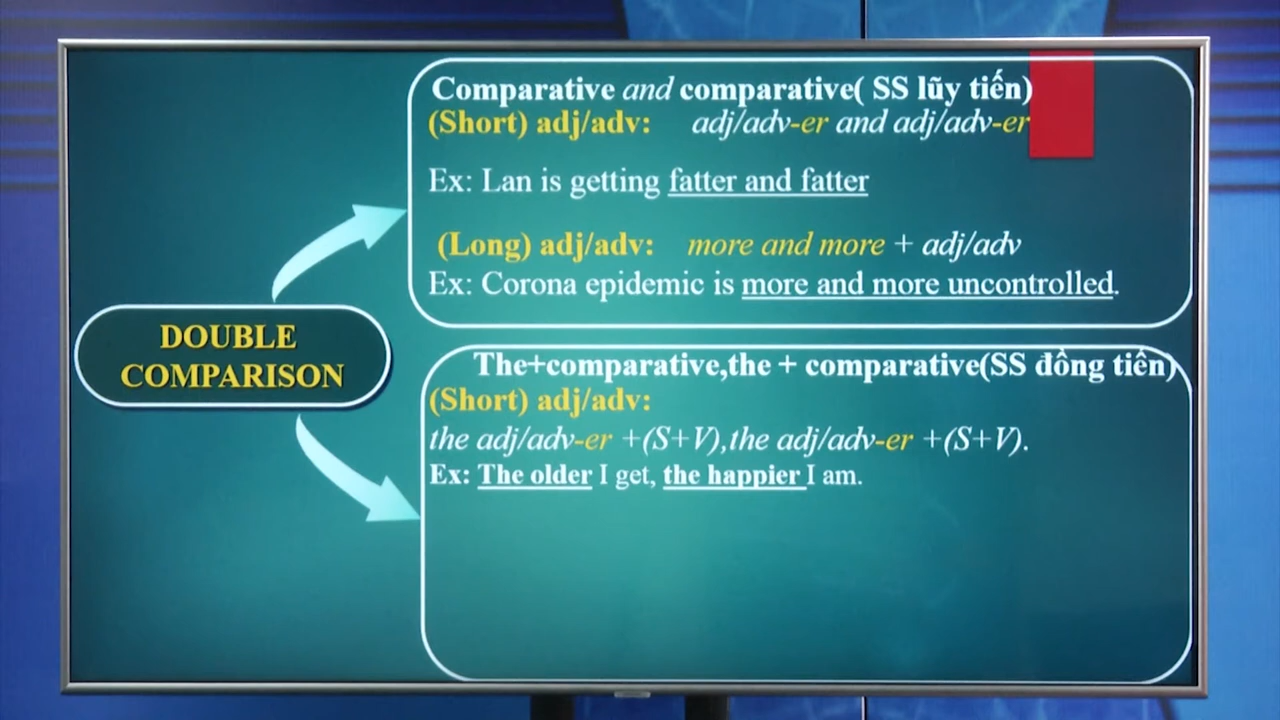 Comparative and comparative( SS lũy tiến)
(Short) adj/adv: adj/adv-er and adj/adv-er
Ex: Lan is getting fatter and fatter
(Long) adj/adv: more and more + adj/adv
Ex: Corona epidemic is more and more uncontrolled.
DOUBLE
COMPARISON
The+comparative,the + comparative(SS đồng tiến)
(Short) adj/adv:
the adj/adv-er +(S+V),the adj/adv-er +(S+V).
Ex: The older I get, the happier I am.